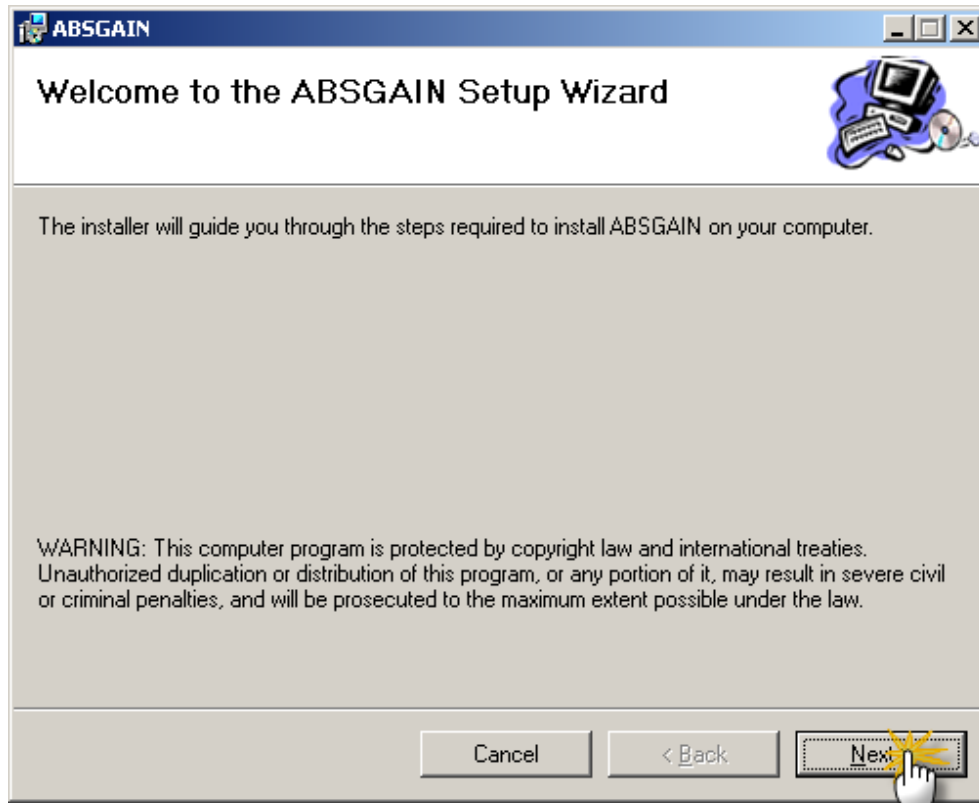 ABSGAIN
Welcome to the ABSGAIN Setup Wizard
The installer will guide you through the steps required to install ABSGAIN on your computer.
WARNING: This computer program is protected by copyright law and international treaties.
Unauthorized duplication or distribution of this program, or any portion of it, may result in severe civil
or criminal penalties, and will be prosecuted to the maximum extent possible under the law.
Cancel
< Back
Next